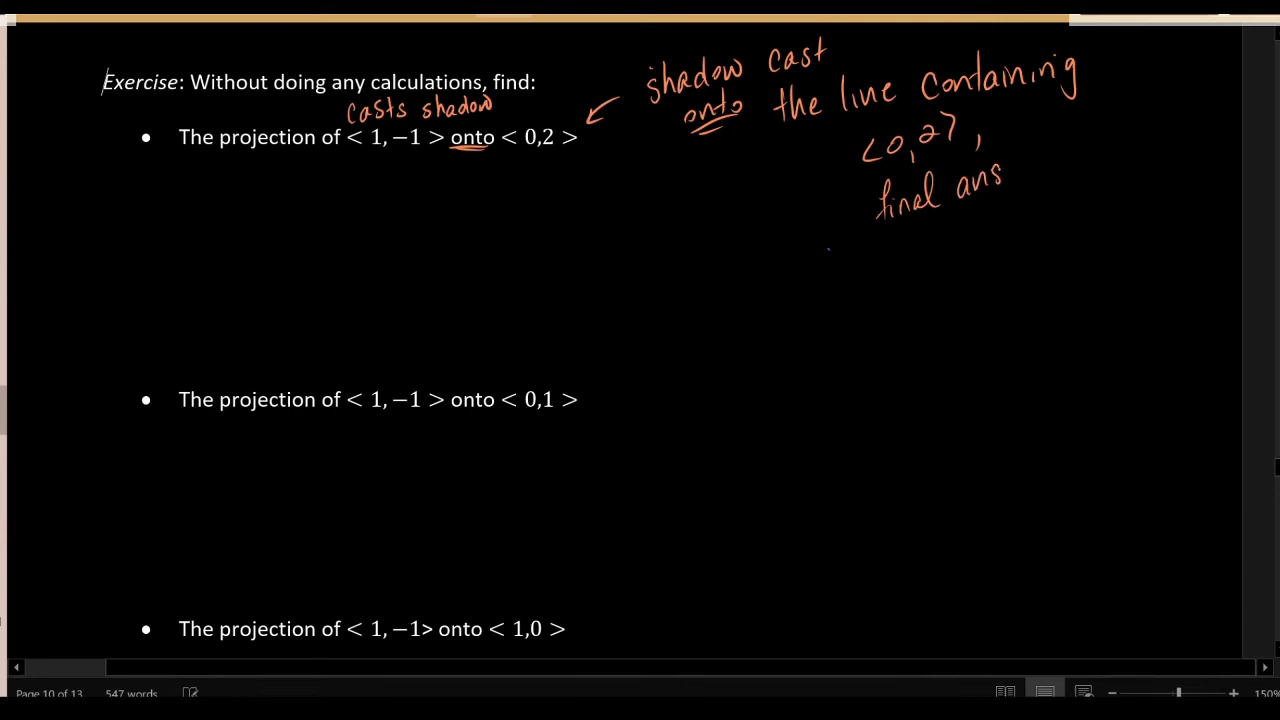 Exercise: Without doing any calculations, find:
casts shadow
• The projection of < 1, −1 > onto < 0,2 >
shadow cast
onto the line containing
<0, 2>,
final ans
• The projection of < 1, −1 > onto < 0,1 >
• The projection of < 1, −1> onto < 1,0 >
Page 10 of 13 547 words 150%